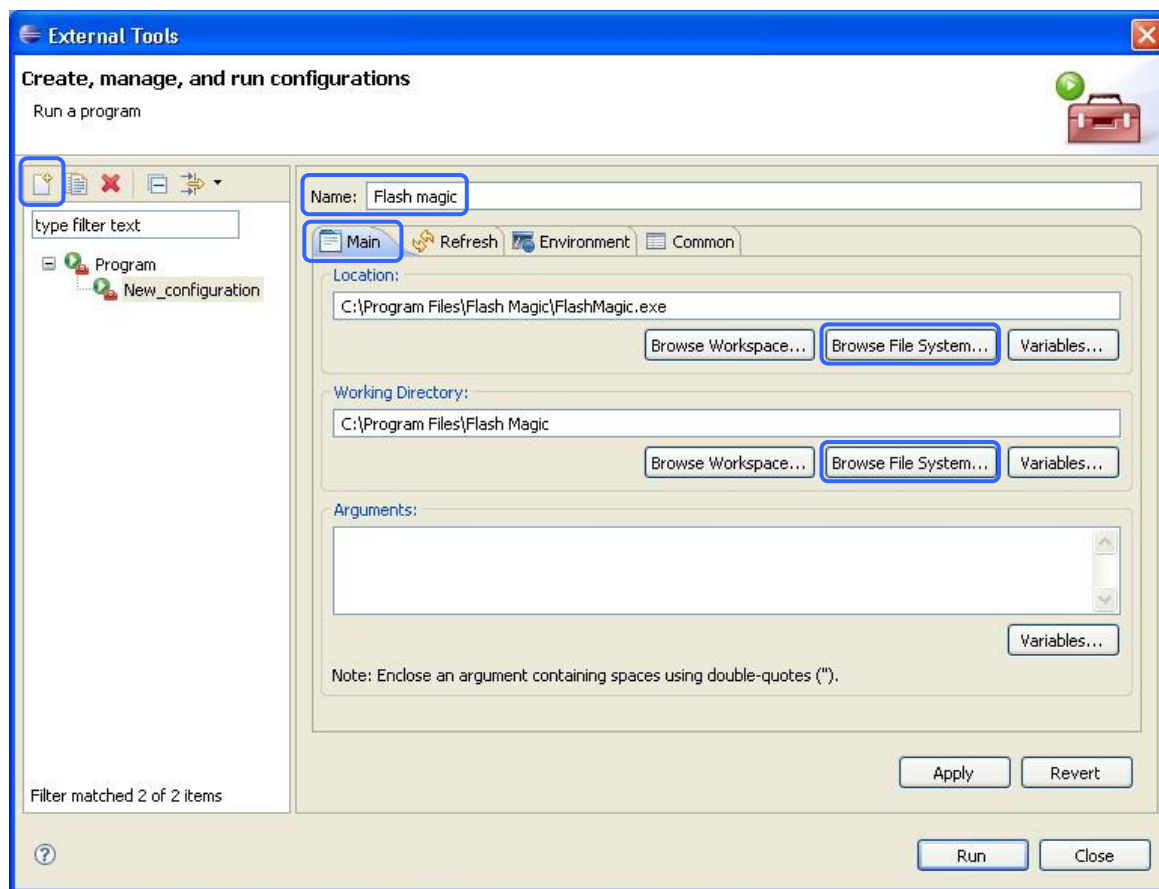 External Tools
Create, manage, and run configurations
Run a program
type filter text
Program
New_configuration
Filter matched 2 of 2 items
Name: Flash magic
Main Refresh Environment Common
Location:
C:\Program Files\Flash Magic\FlashMagic.exe
Browse Workspace... Browse File System... Variables...
Working Directory:
C:\Program Files\Flash Magic
Browse Workspace... Browse File System... Variables...
Arguments:
Variables...
Note: Enclose an argument containing spaces using double-quotes (").
Apply Revert
Run Close